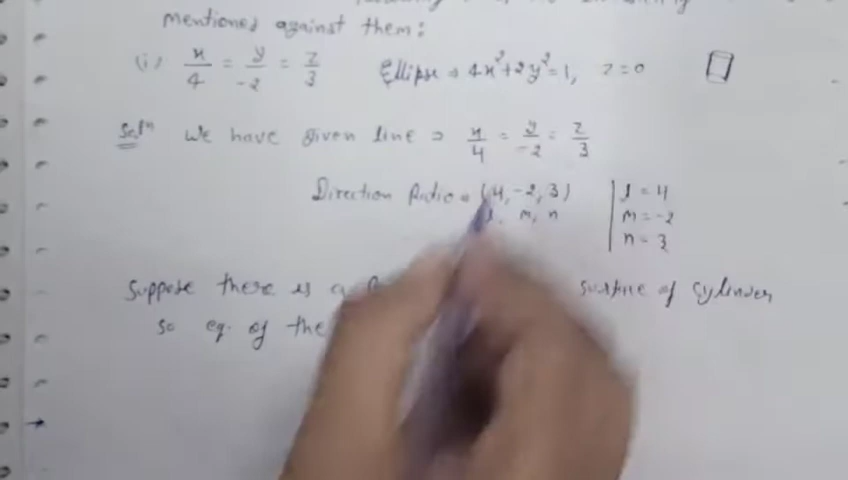 mentioned against them:
(i) x/4 = y/-2 = z/3 Ellipse → 4x²+2y²=1, z=0
Solⁿ We have given line → x/4 = y/-2 = z/3
Direction Ratio = (4, -2, 3) l = 4
m, n m = -2
n = 3
Suppose there is a surface of cylinder
so eq. of the